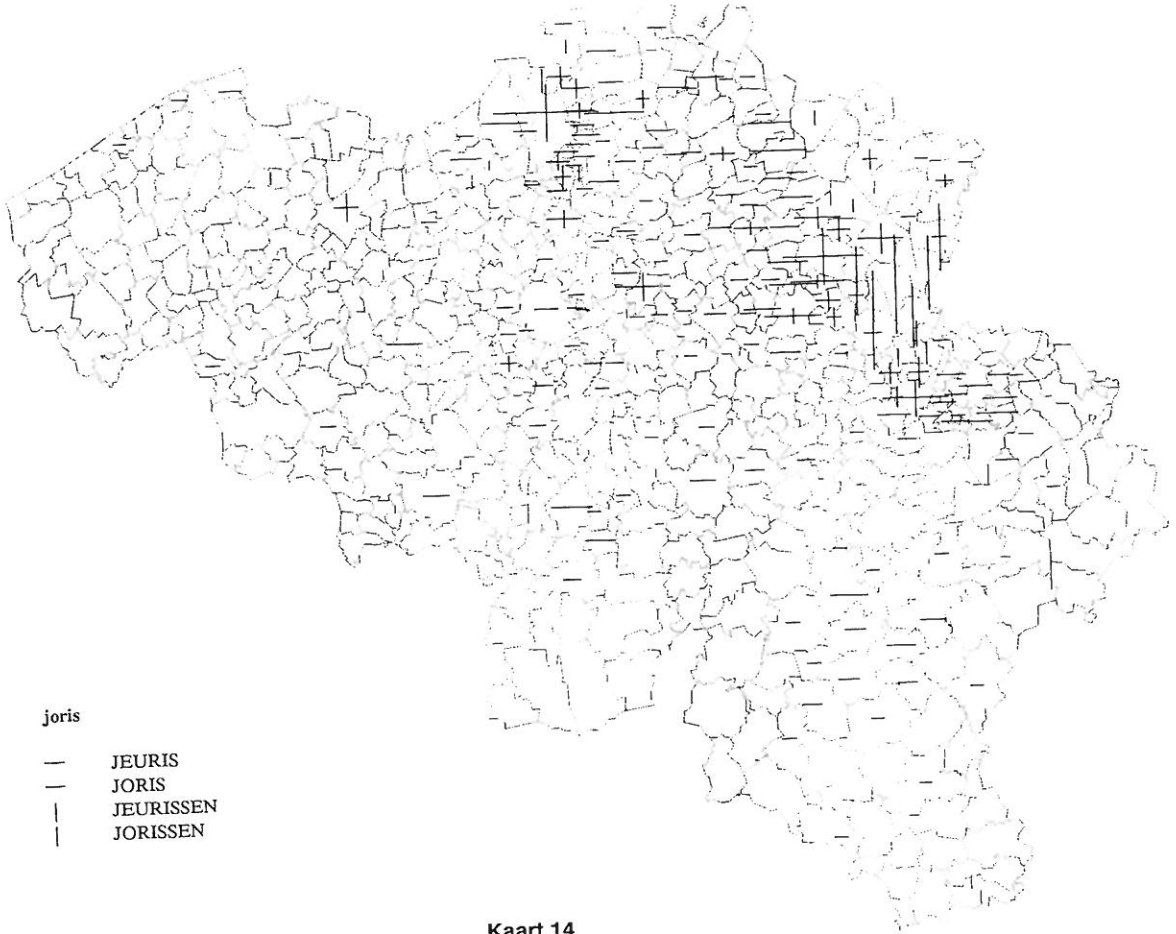 joris
— JEURIS
— JORIS
| JEURISSEN
| JORISSEN
Kaart 14